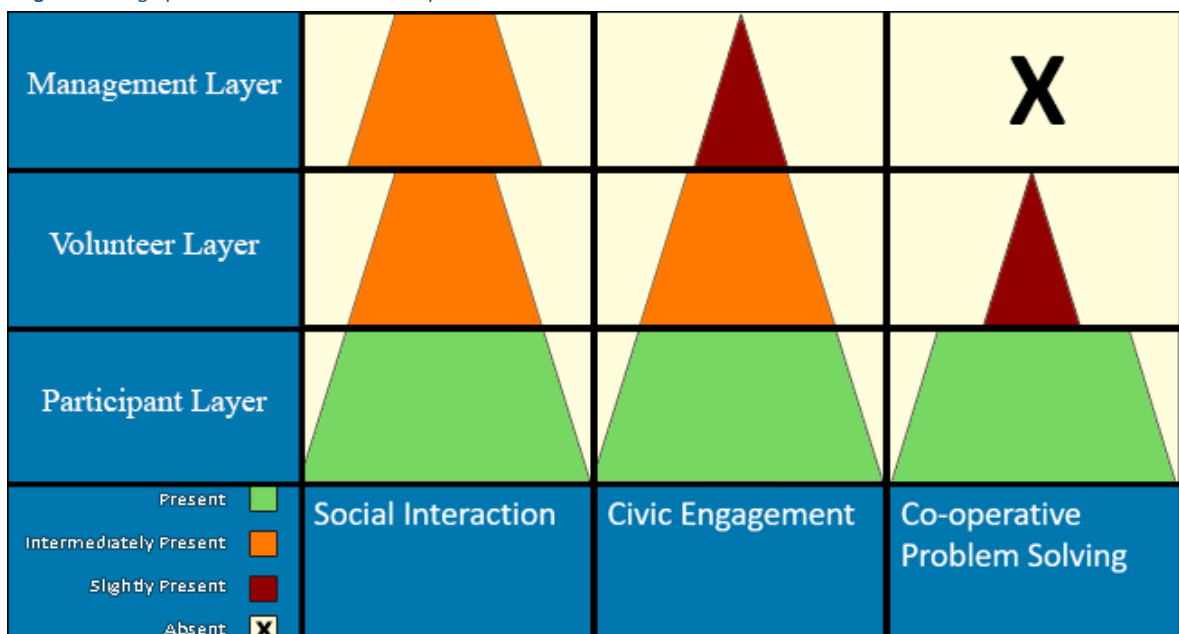 Management Layer
X
Volunteer Layer
Participant Layer
Present
Intermediately Present
Slightly Present
Absent X
Social Interaction
Civic Engagement
Co-operative
Problem Solving